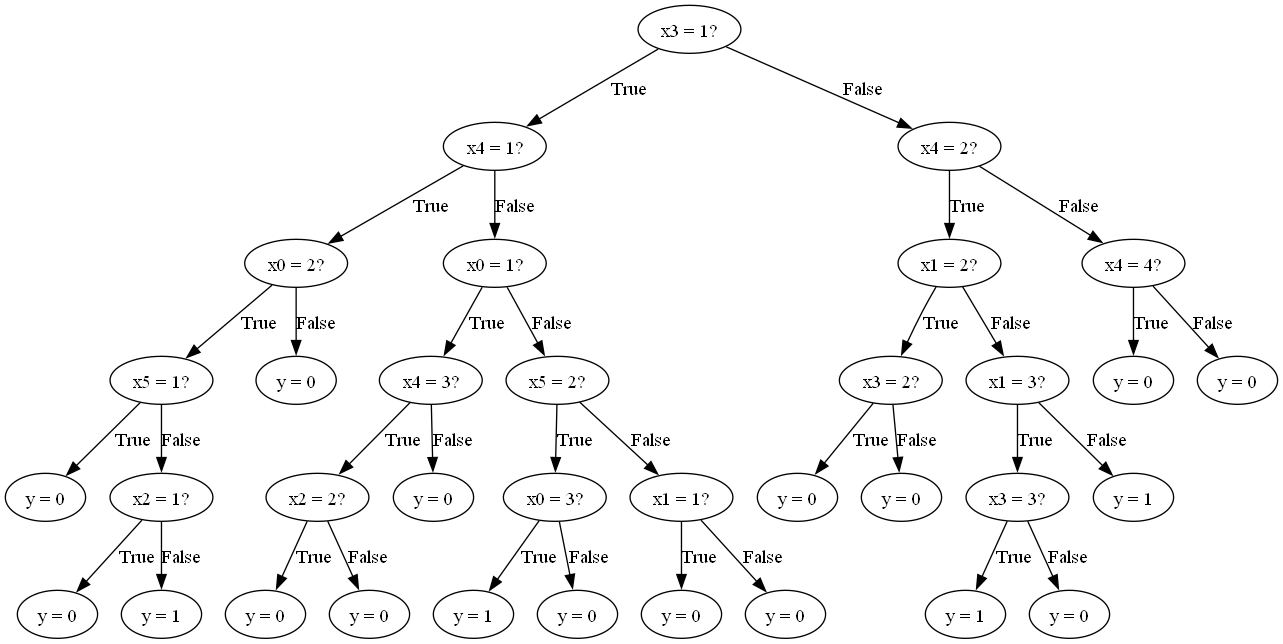 x3 = 1?
True
False
x4 = 1?
x4 = 2?
True
False
True
False
x0 = 2?
x0 = 1?
x1 = 2?
x4 = 4?
True
False
True
False
True
False
True
False
x5 = 1?
y = 0
x4 = 3?
x5 = 2?
x3 = 2?
x1 = 3?
y = 0
y = 0
True
False
True
False
True
False
True
False
True
False
y = 0
x2 = 1?
x2 = 2?
y = 0
x0 = 3?
x1 = 1?
y = 0
y = 0
x3 = 3?
y = 1
True
False
True
False
True
False
True
False
True
False
y = 0
y = 1
y = 0
y = 0
y = 1
y = 0
y = 0
y = 0
y = 1
y = 0